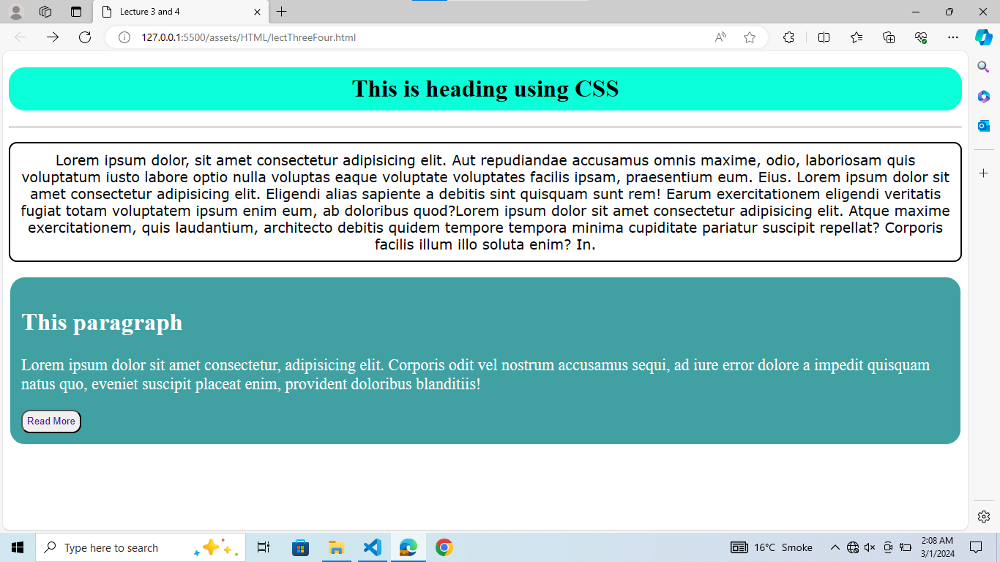 Lecture 3 and 4
127.0.0.1:5500/assets/HTML/lectThreeFour.html
This is heading using CSS
Lorem ipsum dolor, sit amet consectetur adipisicing elit. Aut repudiandae accusamus omnis maxime, odio, laboriosam quis
voluptatum iusto labore optio nulla voluptas eaque voluptate voluptates facilis ipsam, praesentium eum. Eius. Lorem ipsum dolor sit
amet consectetur adipisicing elit. Eligendi alias sapiente a debitis sint quisquam sunt rem! Earum exercitationem eligendi veritatis
fugiat totam voluptatem ipsum enim eum, ab doloribus quod?Lorem ipsum dolor sit amet consectetur adipisicing elit. Atque maxime
exercitationem, quis laudantium, architecto debitis quidem tempore tempora minima cupiditate pariatur suscipit repellat? Corporis
facilis illum illo soluta enim? In.
This paragraph
Lorem ipsum dolor sit amet consectetur, adipisicing elit. Corporis odit vel nostrum accusamus sequi, ad iure error dolore a impedit quisquam
natus quo, eveniet suscipit placeat enim, provident doloribus blanditiis!
Read More
Type here to search
16°C Smoke
2:08 AM
3/1/2024